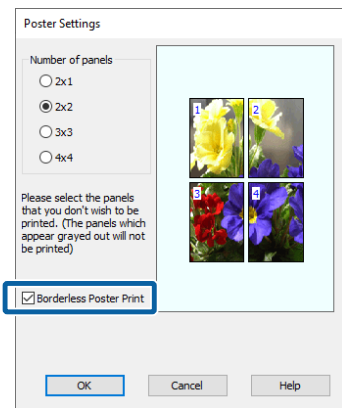 Poster Settings
Number of panels
2x1
2x2
3x3
4x4
Please select the panels
that you don't wish to be
printed. (The panels which
appear grayed out will not
be printed)
Borderless Poster Print
1
2
3
4
OK
Cancel
Help